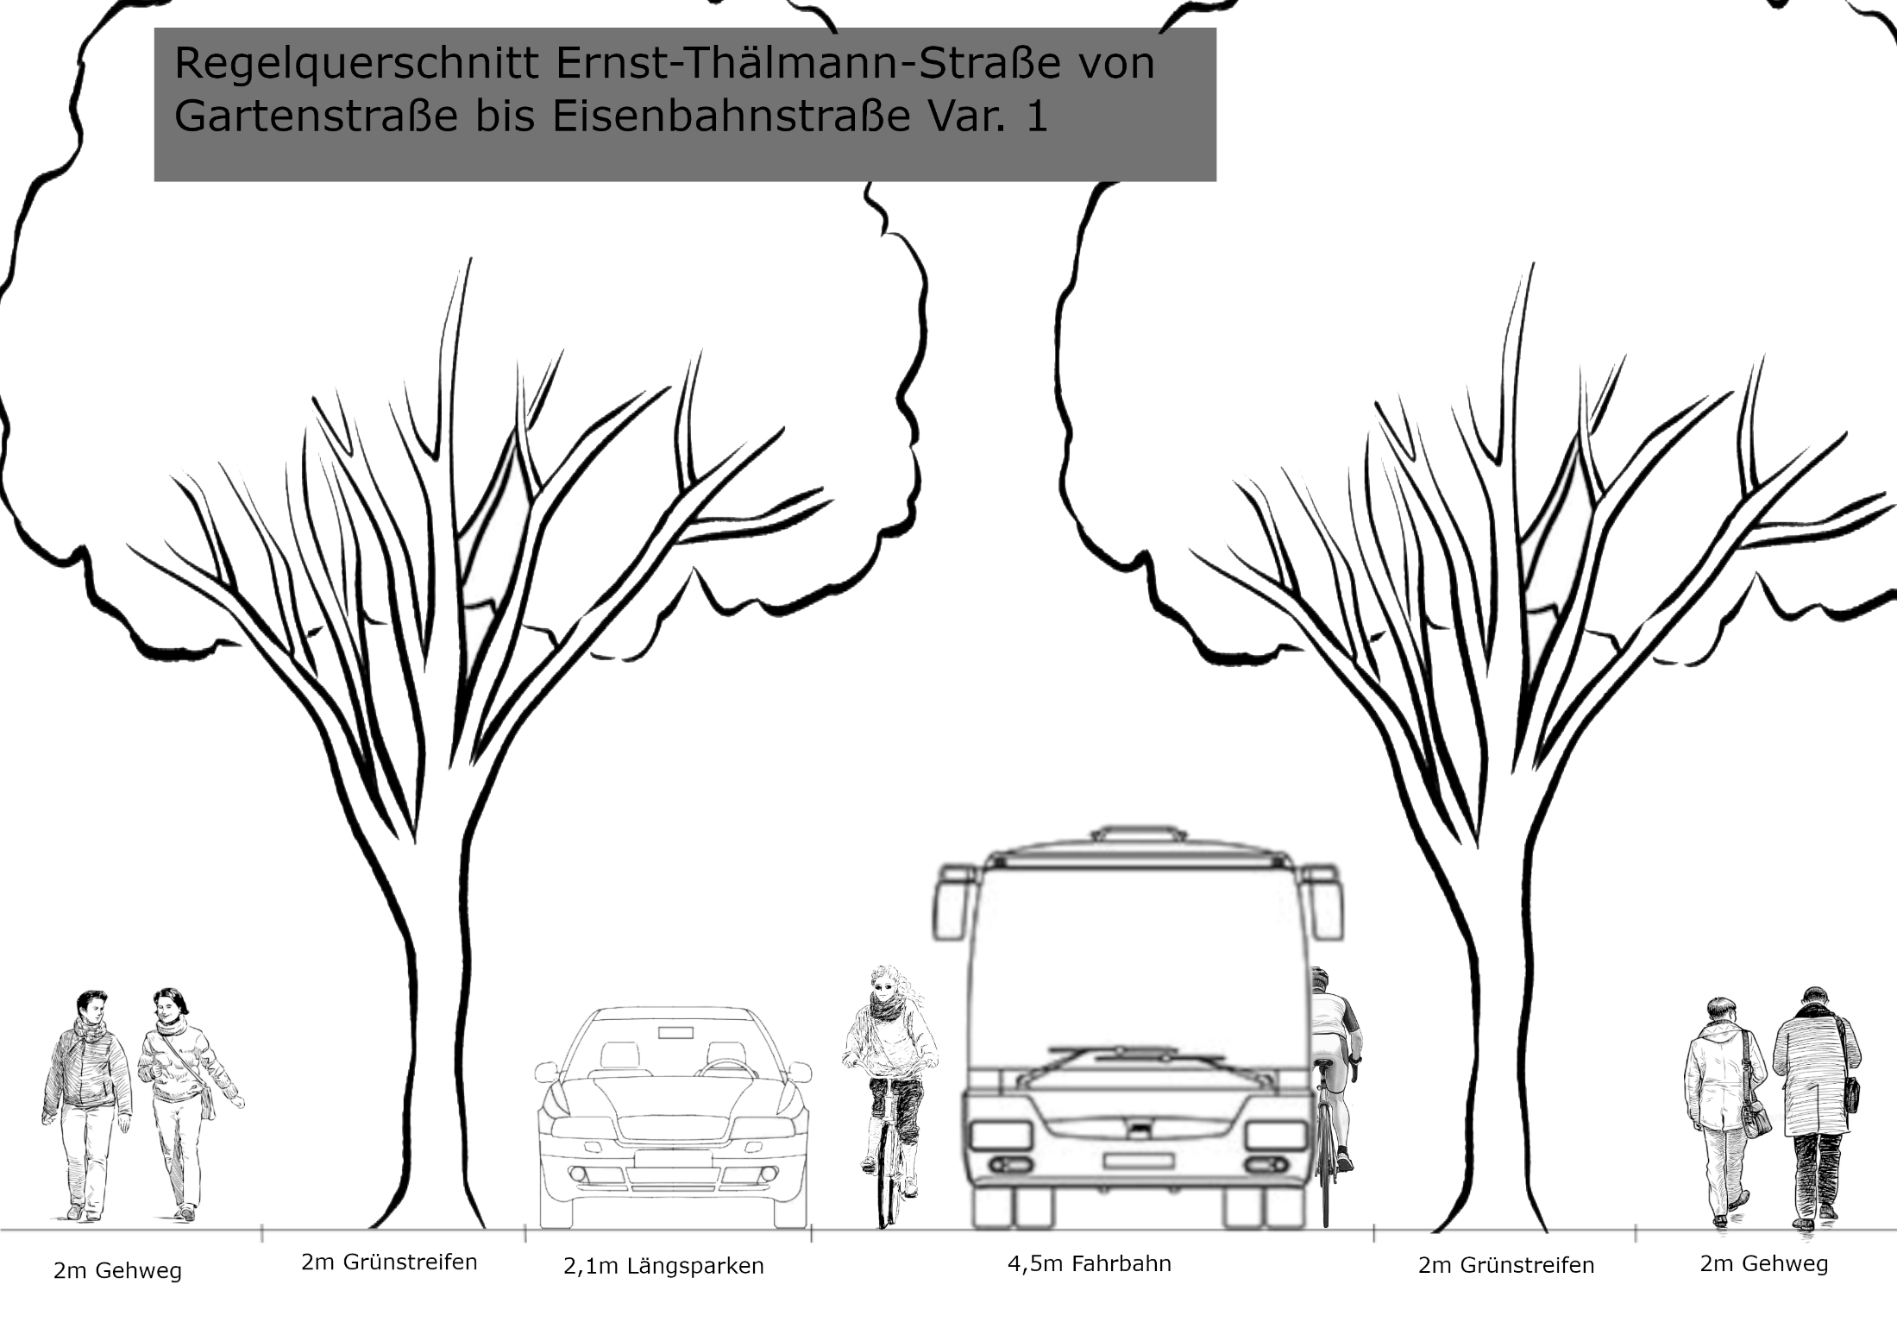 Regelquerschnitt Ernst-Thälmann-Straße von
Gartenstraße bis Eisenbahnstraße Var. 1
2m Gehweg
2m Grünstreifen
2,1m Längsparken
4,5m Fahrbahn
2m Grünstreifen
2m Gehweg